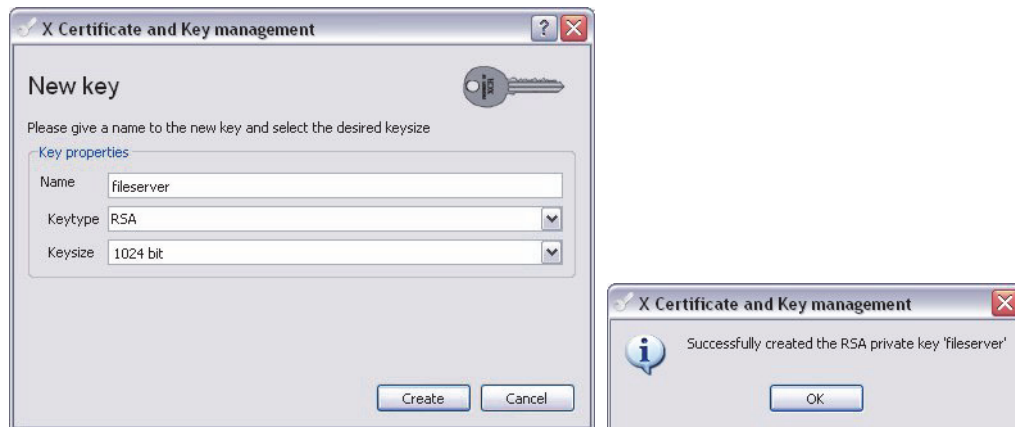 X Certificate and Key management
New key
Please give a name to the new key and select the desired keysize
Key properties
Name
fileserver
Keytype
RSA
Keysize
1024 bit
Create
Cancel
X Certificate and Key management
Successfully created the RSA private key 'fileserver'
OK